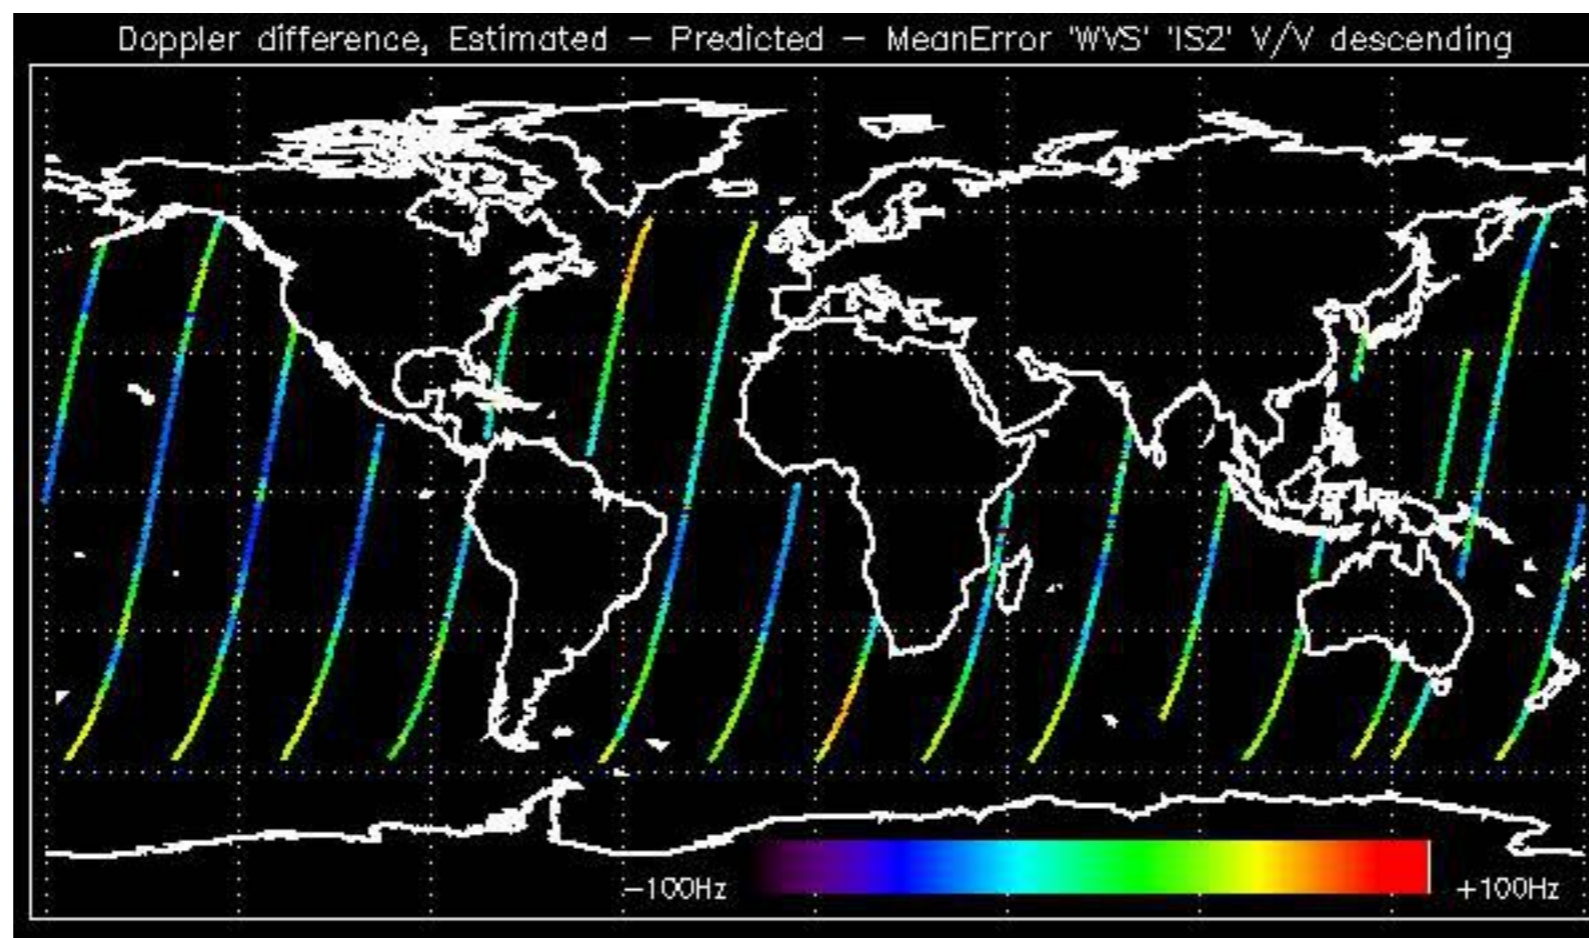 Doppler difference, Estimated – Predicted – MeanError 'WVS' 'IS2' V/V descending
–100Hz
+100Hz